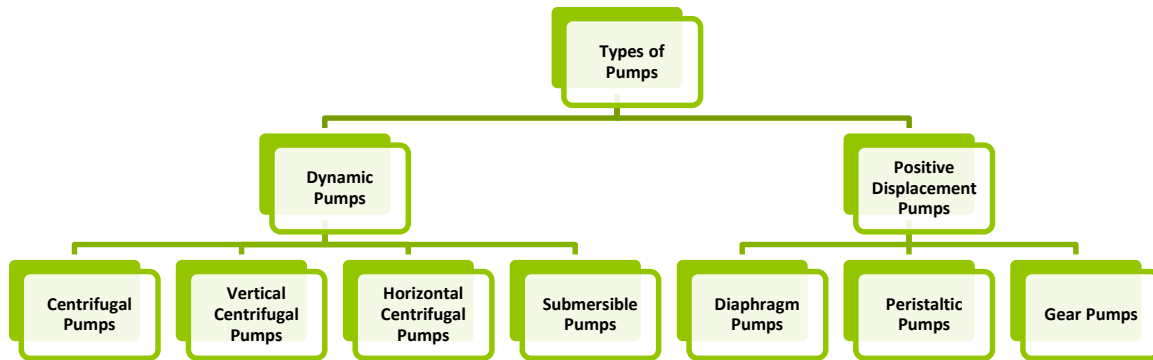 Types of
Pumps
Dynamic
Pumps
Positive
Displacement
Pumps
Centrifugal
Pumps
Vertical
Centrifugal
Pumps
Horizontal
Centrifugal
Pumps
Submersible
Pumps
Diaphragm
Pumps
Peristaltic
Pumps
Gear Pumps